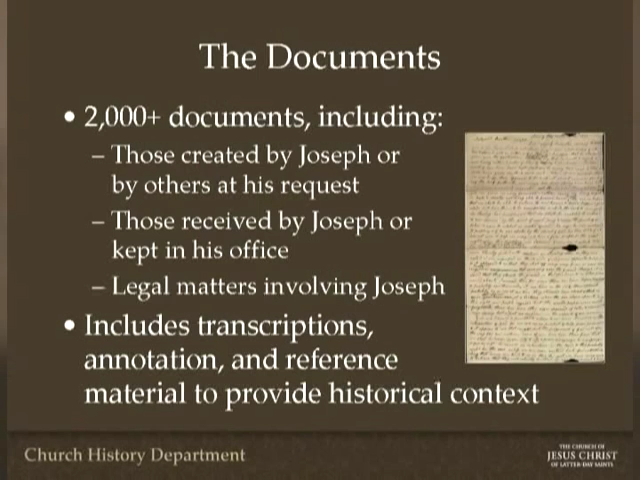 The Documents
• 2,000+ documents, including:
– Those created by Joseph or
by others at his request
– Those received by Joseph or
kept in his office
– Legal matters involving Joseph
• Includes transcriptions,
annotation, and reference
material to provide historical context
Church History Department
THE CHURCH OF
JESUS CHRIST
OF LATTER-DAY SAINTS